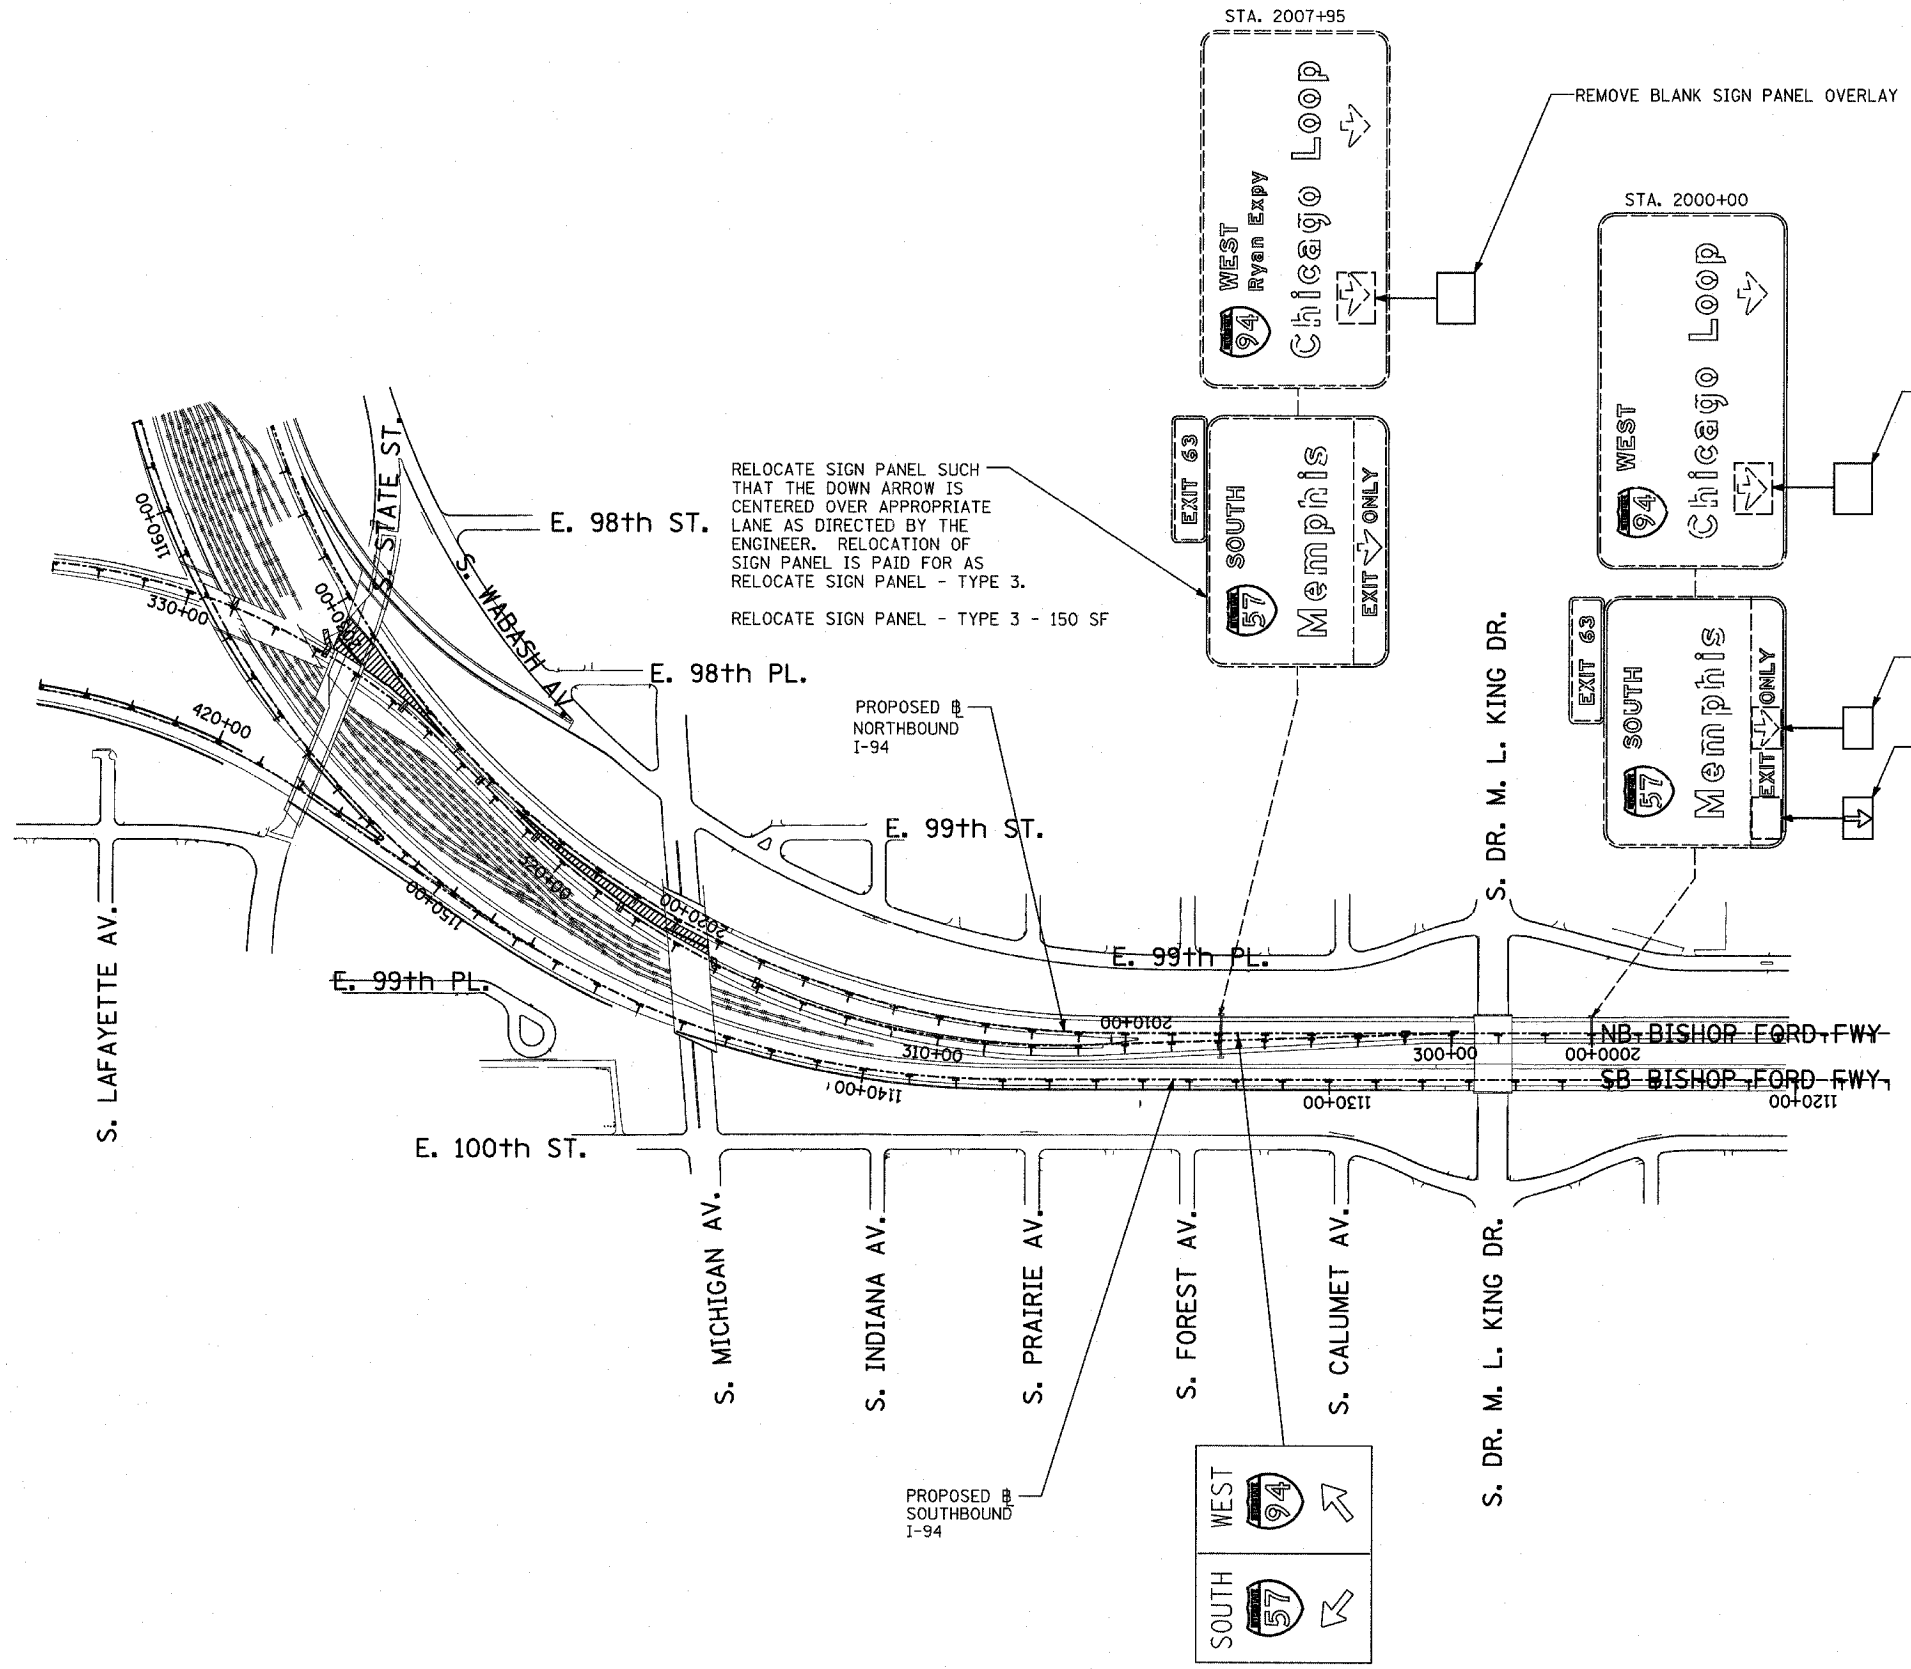 STA. 2007+95
REMOVE BLANK SIGN PANEL OVERLAY
94
WEST
Ryan Expy
Chicago Loop
STA. 2000+00
94
WEST
Chicago Loop
EXIT 63
57
SOUTH
Memphis
EXIT ONLY
EXIT 63
57
SOUTH
Memphis
EXIT ONLY
RELOCATE SIGN PANEL SUCH
THAT THE DOWN ARROW IS
CENTERED OVER APPROPRIATE
LANE AS DIRECTED BY THE
ENGINEER. RELOCATION OF
SIGN PANEL IS PAID FOR AS
RELOCATE SIGN PANEL - TYPE 3.
RELOCATE SIGN PANEL - TYPE 3 - 150 SF
S. STATE ST.
E. 98th ST.
S. WABASH AV.
E. 98th PL.
1160+00
330+00
420+00
PROPOSED B
NORTHBOUND
I-94
E. 99th ST.
S. DR. M. L. KING DR.
320+00
2020+00
1150+00
S. LAFAYETTE AV.
E. 99th PL.
E. 99th PL.
2010+00
310+00
300+00
2000+00
NB BISHOP FORD FWY
SB BISHOP FORD FWY
1140+00
1130+00
1120+00
E. 100th ST.
S. MICHIGAN AV.
S. INDIANA AV.
S. PRAIRIE AV.
S. FOREST AV.
S. CALUMET AV.
S. DR. M. L. KING DR.
PROPOSED B
SOUTHBOUND
I-94
SOUTH
57
WEST
94